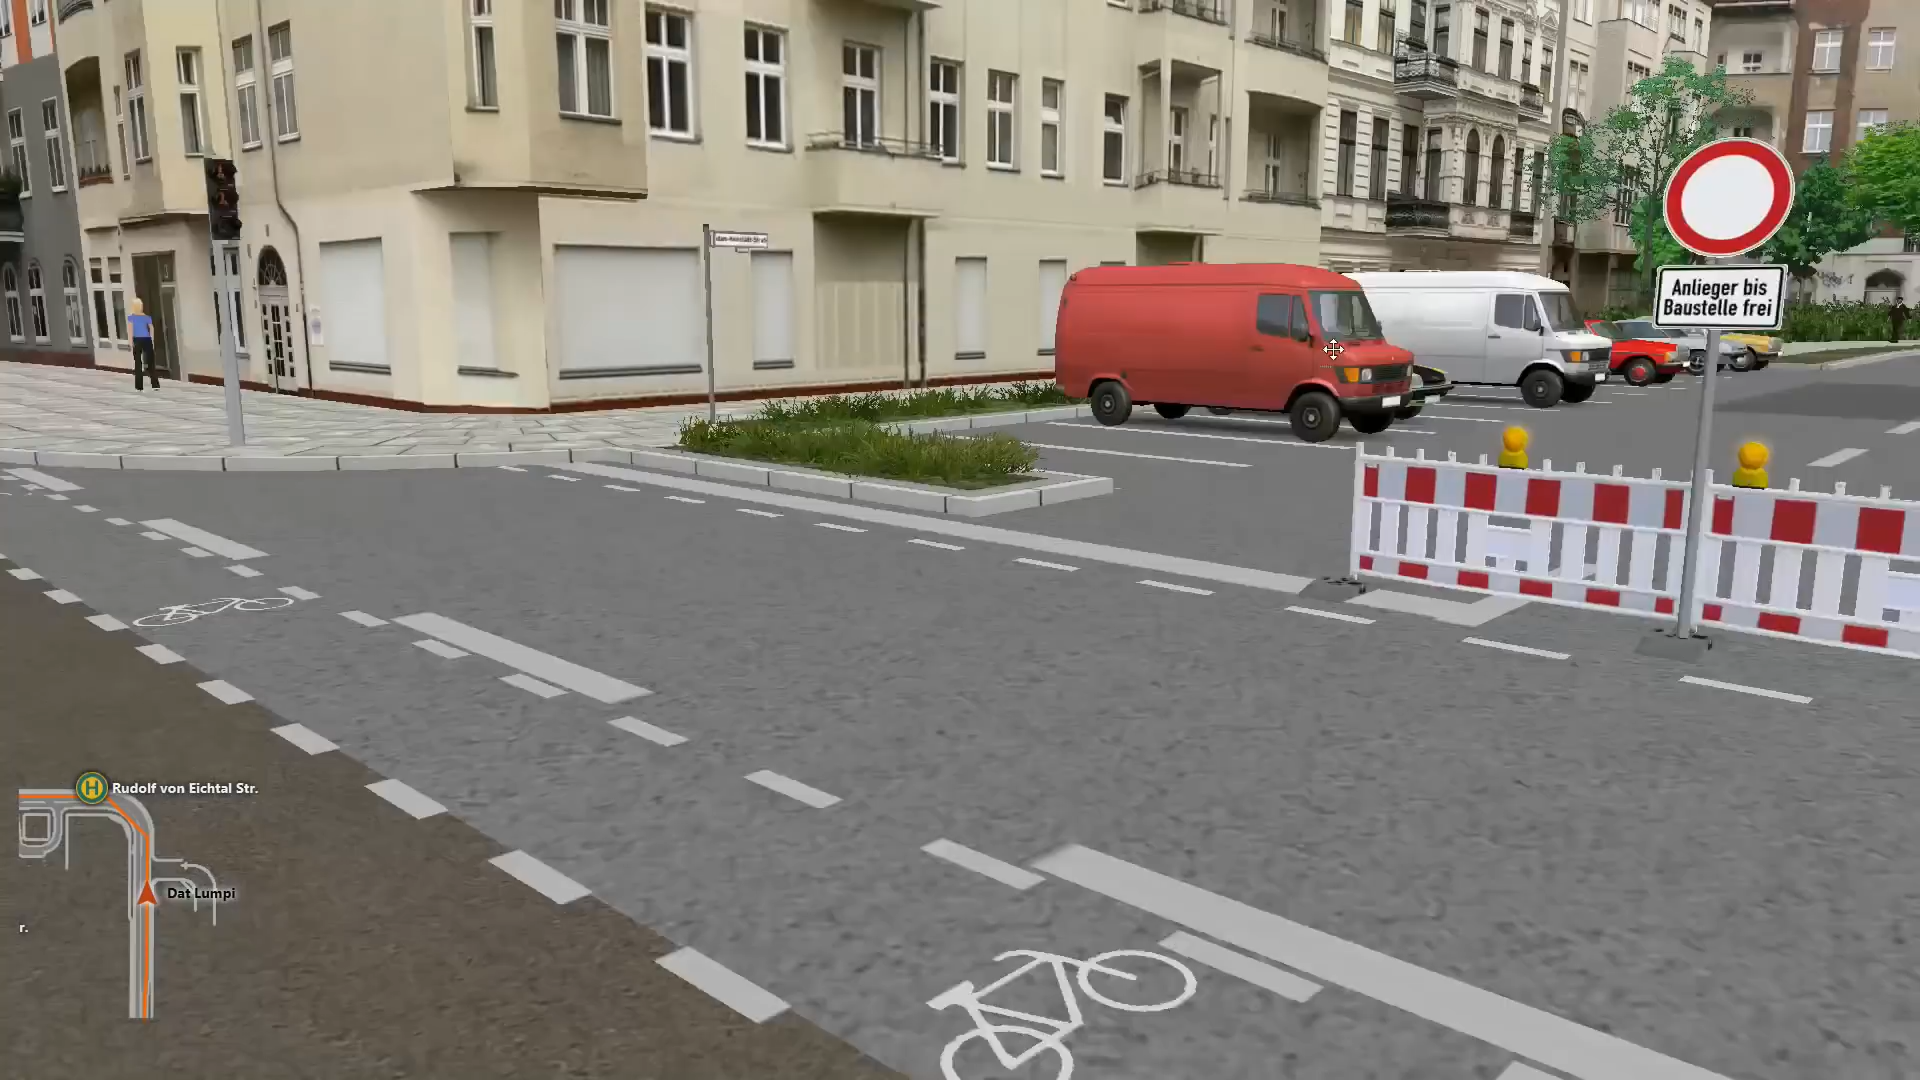 Anlieger bis
Baustelle frei
H
Rudolf von Eichtal Str.
Dat Lumpi
r.